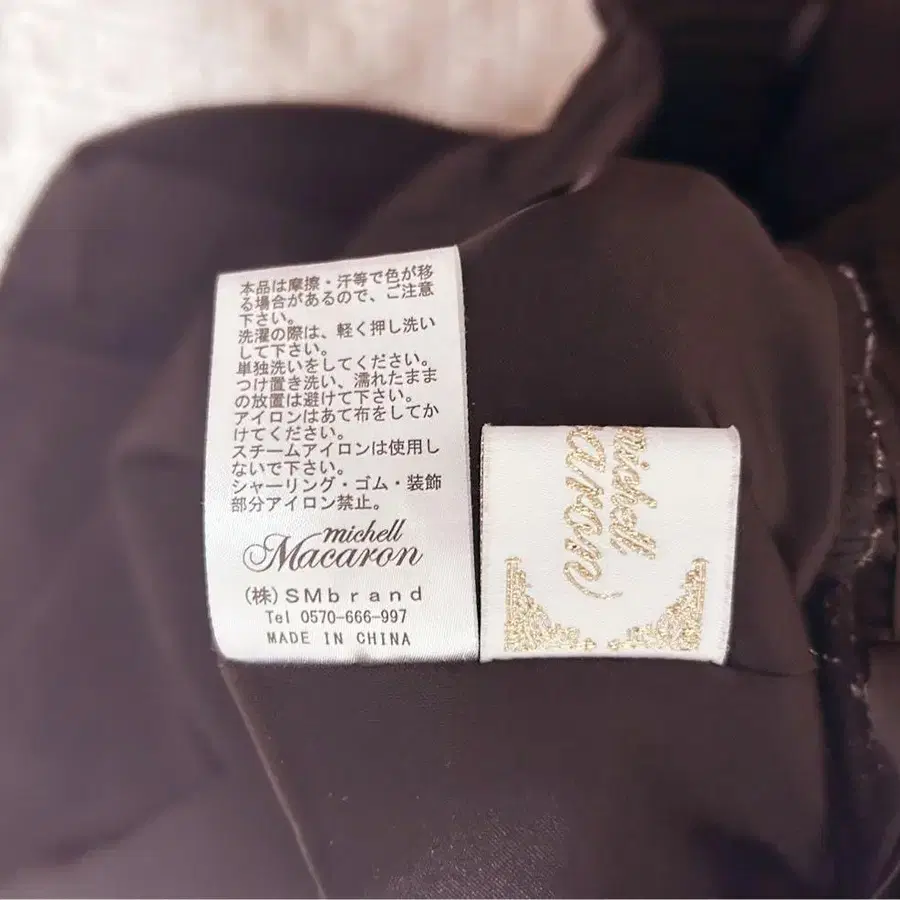 本品は摩擦・汗等で色が移
る場合があるので、ご注意
下さい。
洗濯の際は、軽く押し洗い
して下さい。
単独洗いをしてください。
つけ置き洗い、濡れたまま
の放置は避けて下さい。
アイロンはあて布をしてか
けてください。
スチームアイロンは使用し
ないで下さい。
シャーリング・ゴム・装飾
部分アイロン禁止。
michell
Macaron
(株)SMbrand
Tel 0570-666-997
MADE IN CHINA
michell